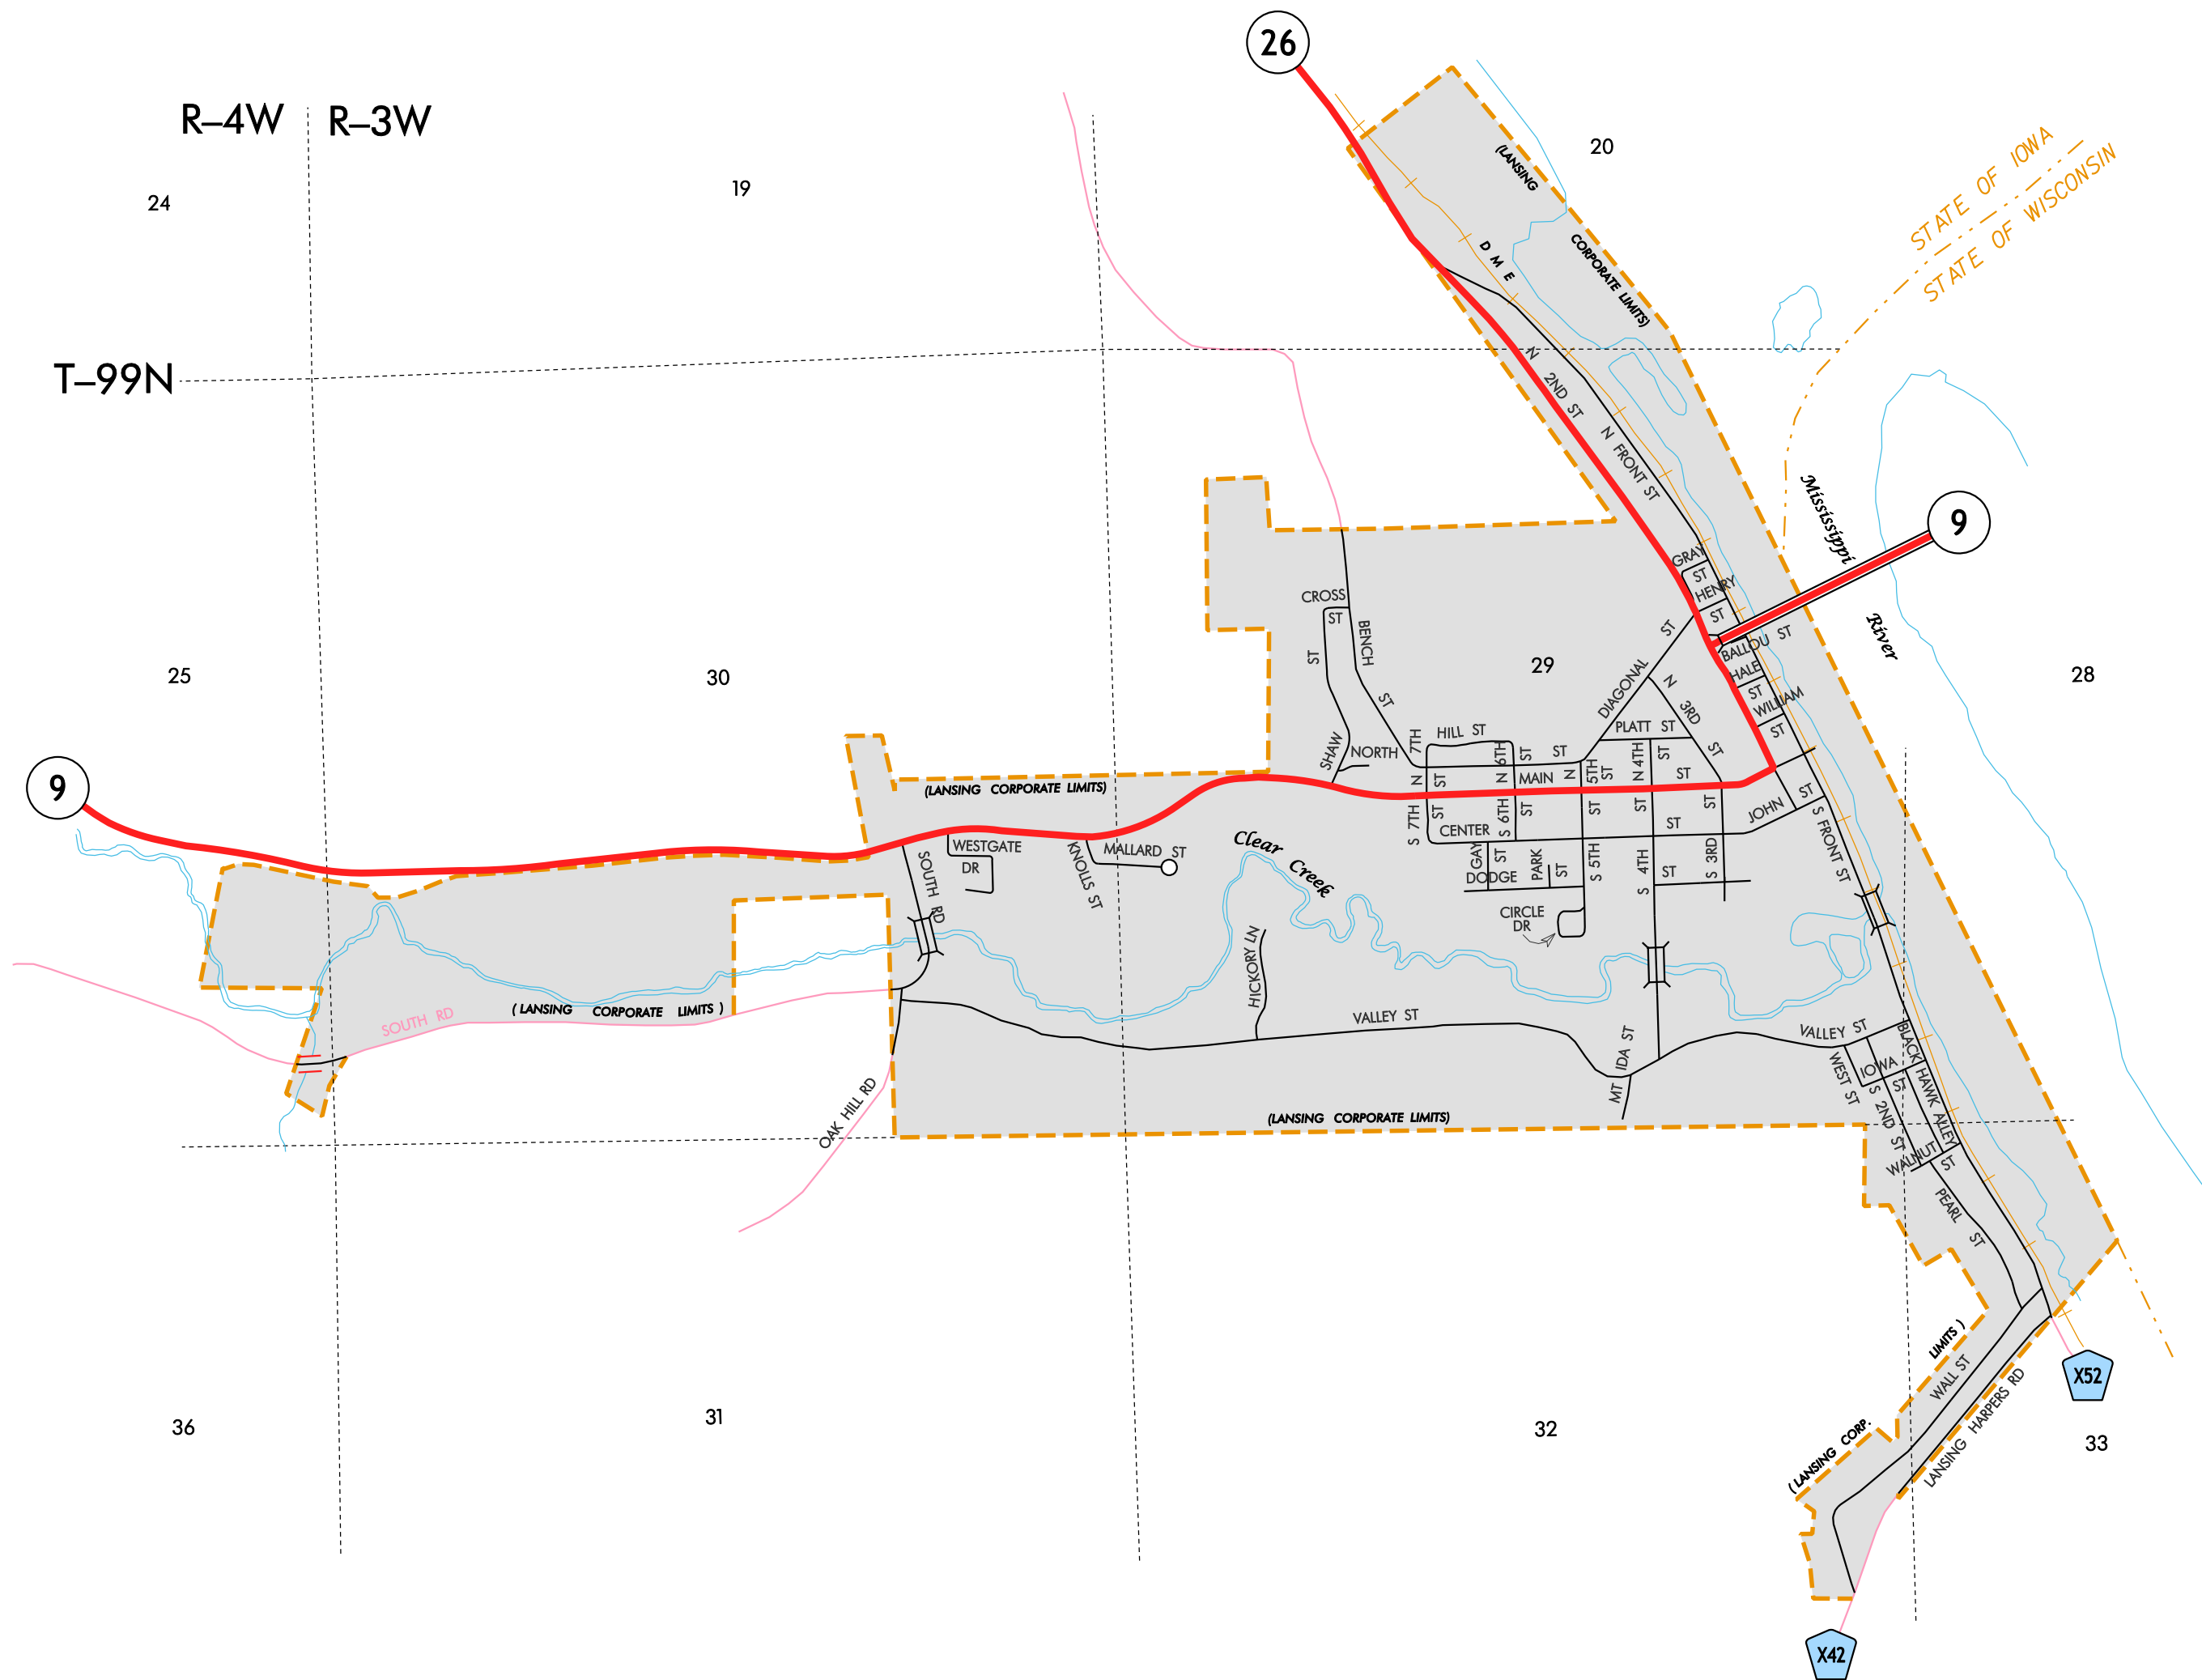 26
R–4W
R–3W
24
19
20
(LANSING
CORPORATE LIMITS)
STATE OF IOWA
STATE OF WISCONSIN
D M E
T–99N
N 2ND ST
N FRONT ST
Mississippi
River
9
GRAY ST
HENRY ST
BALLOU ST
HALE ST
WILLIAM ST
CROSS ST
BENCH ST
SHAW ST
NORTH
25
30
29
28
DIAGONAL ST
N 3RD ST
PLATT ST
HILL ST
N 7TH ST
N 6TH ST
N 5TH ST
N 4TH ST
ST
MAIN ST
9
(LANSING CORPORATE LIMITS)
S 7TH ST
S 6TH ST
S 5TH ST
S 4TH ST
S 3RD ST
JOHN ST
S FRONT ST
CENTER ST
Clear Creek
WESTGATE DR
SOUTH RD
KNOLLS ST
MALLARD ST
GAY ST
DODGE ST
PARK ST
CIRCLE DR
HICKORY LN
SOUTH RD
( LANSING CORPORATE LIMITS )
VALLEY ST
VALLEY ST
MT IDA ST
BLACK HAWK ALLEY
WEST ST
IOWA ST
S 2ND ST
WALNUT ST
PEARL ST
OAK HILL RD
(LANSING CORPORATE LIMITS)
36
31
32
33
( LANSING CORP.
LIMITS )
WALL ST
LANSING HARPERS RD
X52
X42